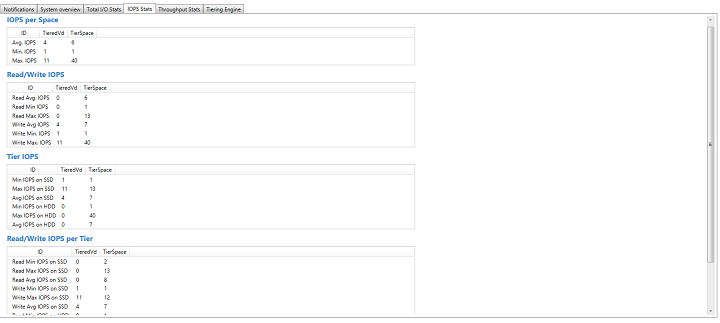 Notifications System overview Total I/O Stats IOPS Stats Throughput Stats Tiering Engine
IOPS per Space
ID TieredVd TierSpace
Avg. IOPS 4 6
Min. IOPS 1 1
Max. IOPS 11 40
Read/Write IOPS
ID TieredVd TierSpace
Read Avg. IOPS 0 6
Read Min IOPS 0 1
Read Max IOPS 0 13
Write Avg IOPS 4 7
Write Min. IOPS 1 1
Write Max. IOPS 11 40
Tier IOPS
ID TieredVd TierSpace
Min IOPS on SSD 1 1
Max IOPS on SSD 11 13
Avg IOPS on SSD 4 7
Min IOPS on HDD 0 1
Max IOPS on HDD 0 40
Avg IOPS on HDD 0 7
Read/Write IOPS per Tier
ID TieredVd TierSpace
Read Min IOPS on SSD 0 2
Read Max IOPS on SSD 0 13
Read Avg IOPS on SSD 0 8
Write Min IOPS on SSD 1 1
Write Max IOPS on SSD 11 12
Write Avg IOPS on SSD 4 7